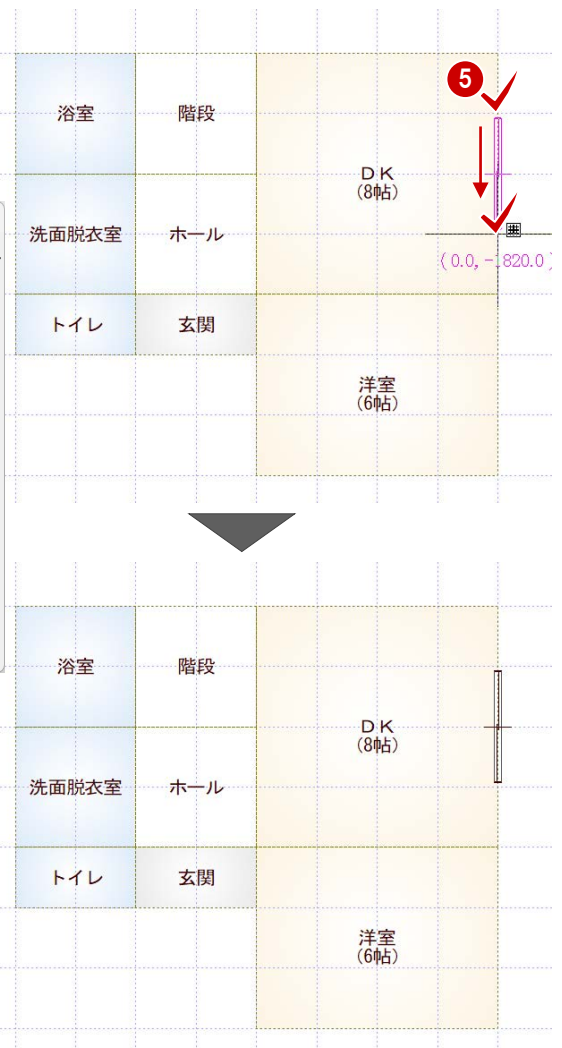 5
浴室
階段
DK
(8帖)
洗面脱衣室
ホール
(0.0, -1820.0)
トイレ
玄関
洋室
(6帖)
浴室
階段
DK
(8帖)
洗面脱衣室
ホール
トイレ
玄関
洋室
(6帖)